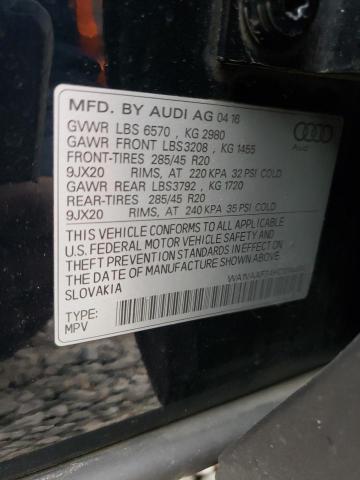 MFD. BY AUDI AG 04 16
GVWR LBS 6570 , KG 2980
GAWR FRONT LBS3208 , KG 1455
FRONT-TIRES 285/45 R20
9JX20 RIMS, AT 220 KPA 32 PSI COLD
GAWR REAR LBS3792 , KG 1720
REAR-TIRES 285/45 R20
9JX20 RIMS, AT 240 KPA 35 PSI COLD
THIS VEHICLE CONFORMS TO ALL APPLICABLE
U.S. FEDERAL MOTOR VEHICLE SAFETY AND
THEFT PREVENTION STANDARDS IN EFFECT ON
THE DATE OF MANUFACTURE SHOWN ABOVE.
SLOVAKIA
TYPE:
MPV